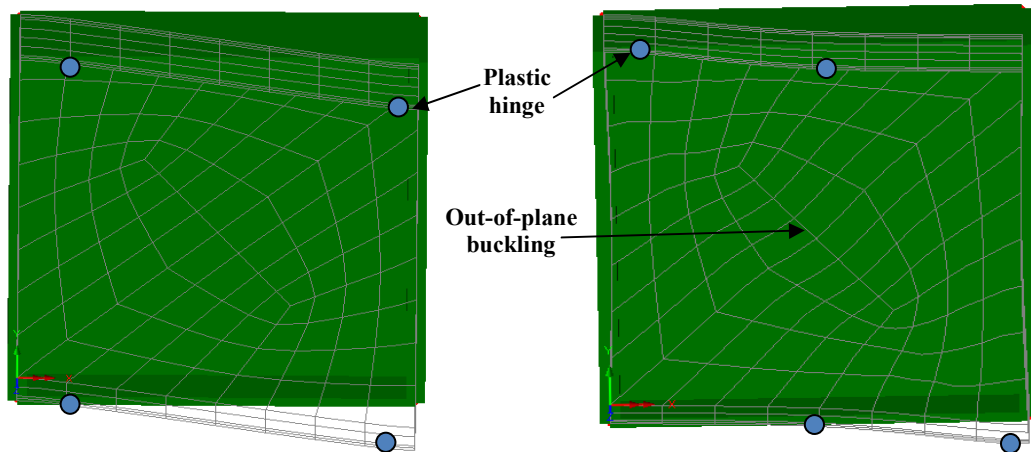 Plastic
hinge
Out-of-plane
buckling
Y
X
Y
X